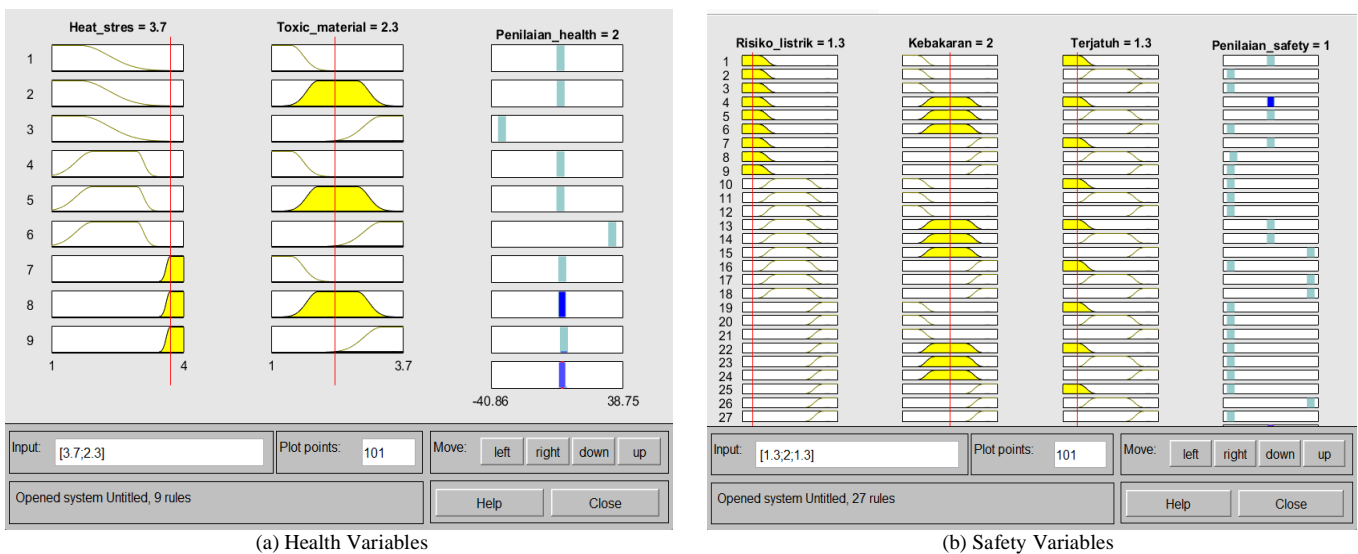 Heat_stres = 3.7
Toxic_material = 2.3
Penilaian_health = 2
1
2
3
4
5
6
7
8
9
1
4
1
3.7
-40.86
38.75
Input:
[3.7;2.3]
Plot points:
101
Move:
left
right
down
up
Opened system Untitled, 9 rules
Help
Close
(a) Health Variables
Risiko_listrik = 1.3
Kebakaran = 2
Terjatuh = 1.3
Penilaian_safety = 1
1
2
3
4
5
6
7
8
9
10
11
12
13
14
15
16
17
18
19
20
21
22
23
24
25
26
27
Input:
[1.3;2;1.3]
Plot points:
101
Move:
left
right
down
up
Opened system Untitled, 27 rules
Help
Close
(b) Safety Variables